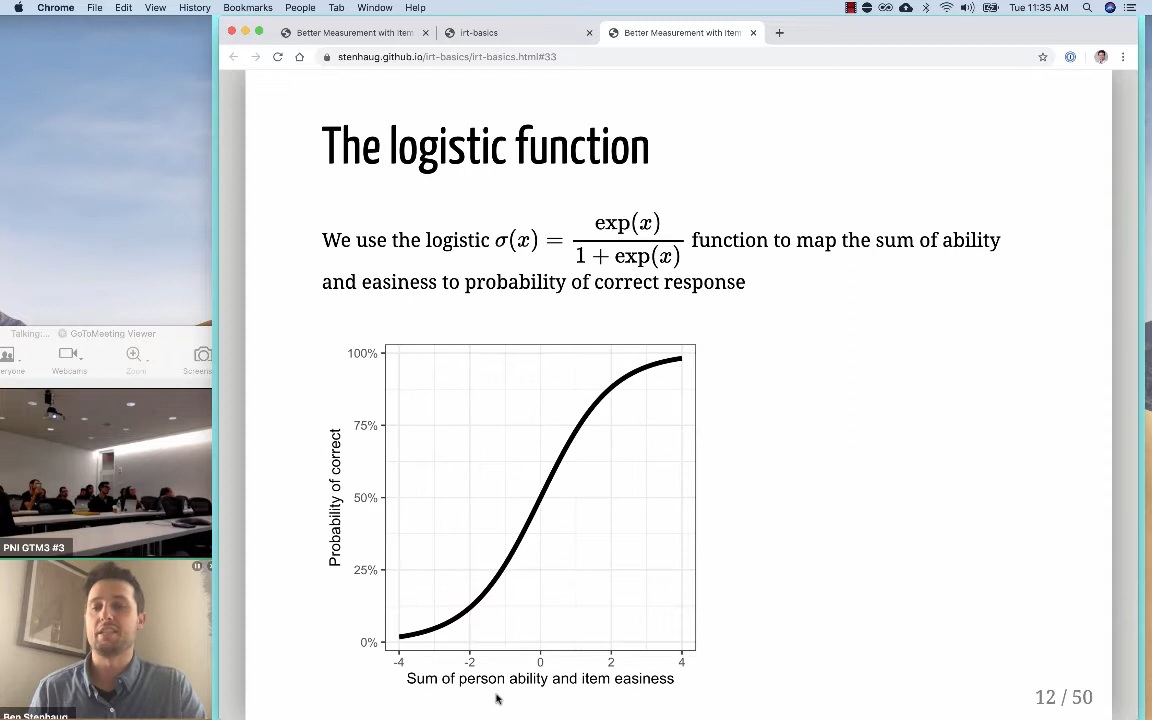 Chrome File Edit View History Bookmarks People Tab Window Help Tue 11:35 AM
Better Measurement with Item
irt-basics
Better Measurement with Item
stenhaug.github.io/irt-basics/irt-basics.html#33
The logistic function
We use the logistic σ(x) = exp(x) / 1 + exp(x) function to map the sum of ability
and easiness to probability of correct response
Talking:... GoToMeeting Viewer
eryone Webcams Zoom Screens
PNI GTM3 #3
Ben Stenhaug
100%
75%
50%
25%
0%
Probability of correct
-4 -2 0 2 4
Sum of person ability and item easiness
12 / 50